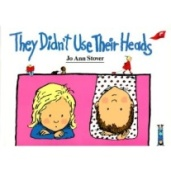 They Didn't Use Their Heads
Jo Ann Stover